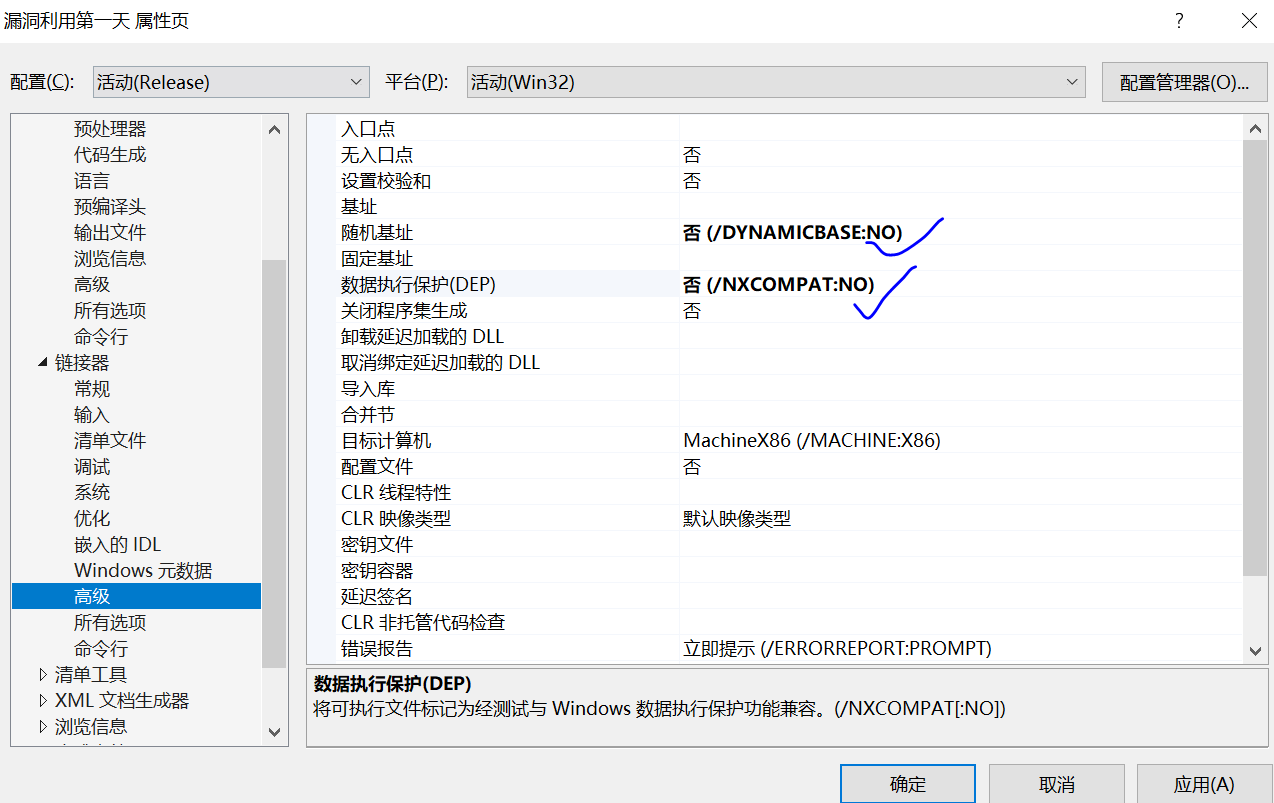 漏洞利用第一天 属性页 ?
配置(C): 活动(Release) 平台(P): 活动(Win32) 配置管理器(O)...
预处理器
代码生成
语言
预编译头
输出文件
浏览信息
高级
所有选项
命令行
链接器
常规
输入
清单文件
调试
系统
优化
嵌入的 IDL
Windows 元数据
高级
所有选项
命令行
清单工具
XML 文档生成器
浏览信息
入口点
无入口点 否
设置校验和 否
基址
随机基址 否 (/DYNAMICBASE:NO)
固定基址
数据执行保护(DEP) 否 (/NXCOMPAT:NO)
关闭程序集生成 否
卸载延迟加载的 DLL
取消绑定延迟加载的 DLL
导入库
合并节
目标计算机 MachineX86 (/MACHINE:X86)
配置文件 否
CLR 线程特性
CLR 映像类型 默认映像类型
密钥文件
密钥容器
延迟签名
CLR 非托管代码检查
错误报告 立即提示 (/ERRORREPORT:PROMPT)
数据执行保护(DEP)
将可执行文件标记为经测试与 Windows 数据执行保护功能兼容。(/NXCOMPAT[:NO])
确定 取消 应用(A)